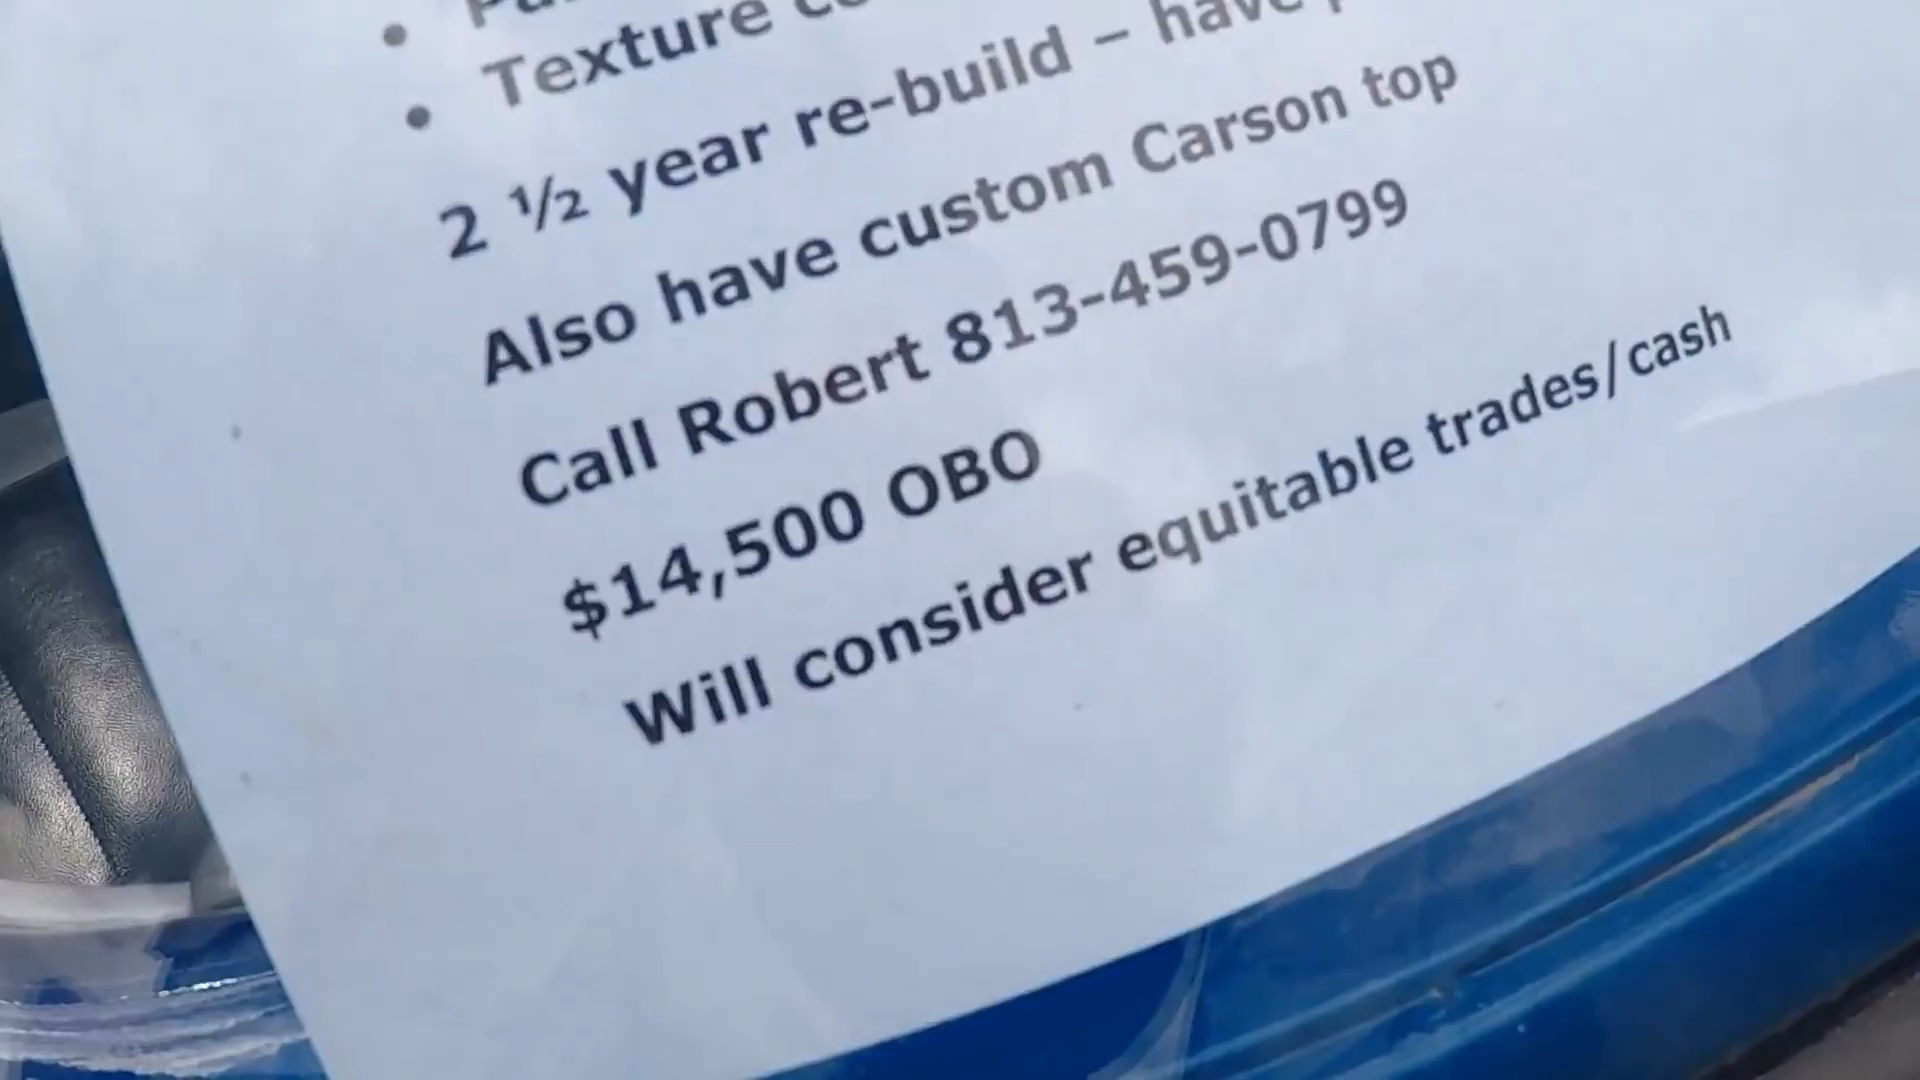 • Texture
2 ½ year re-build – have
Also have custom Carson top
Call Robert 813-459-0799
$14,500 OBO
Will consider equitable trades/cash